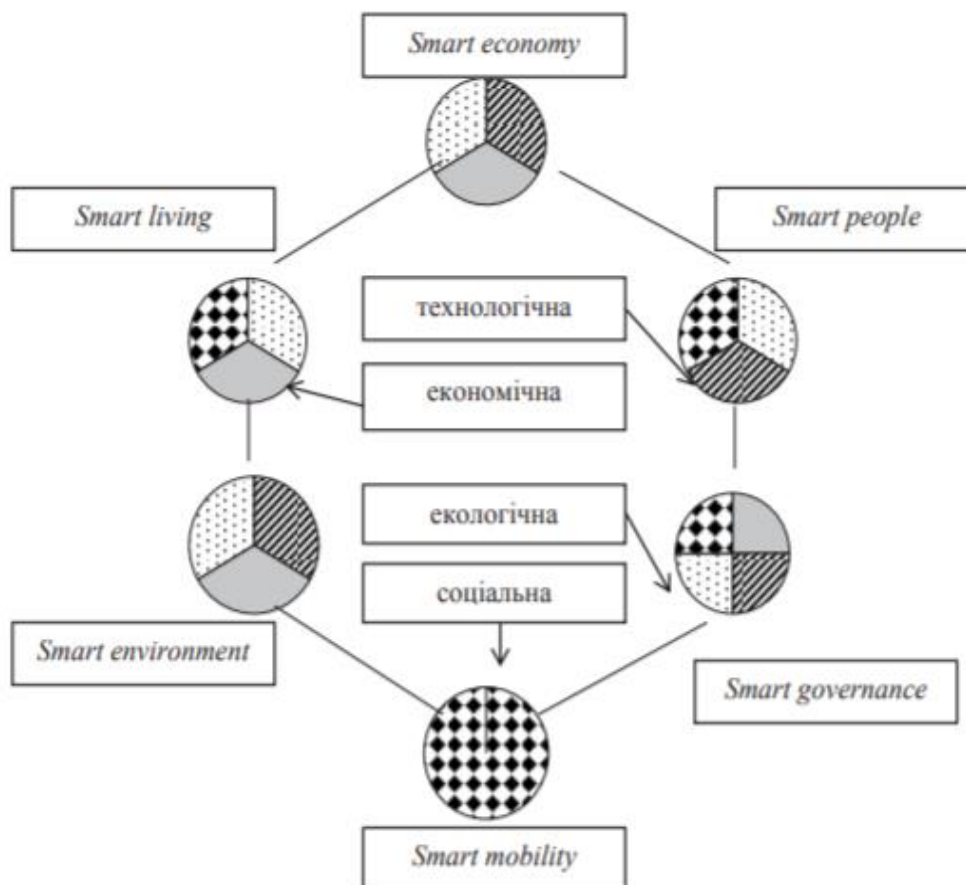 Smart economy
Smart living
Smart people
технологічна
економічна
екологічна
соціальна
Smart environment
Smart governance
Smart mobility